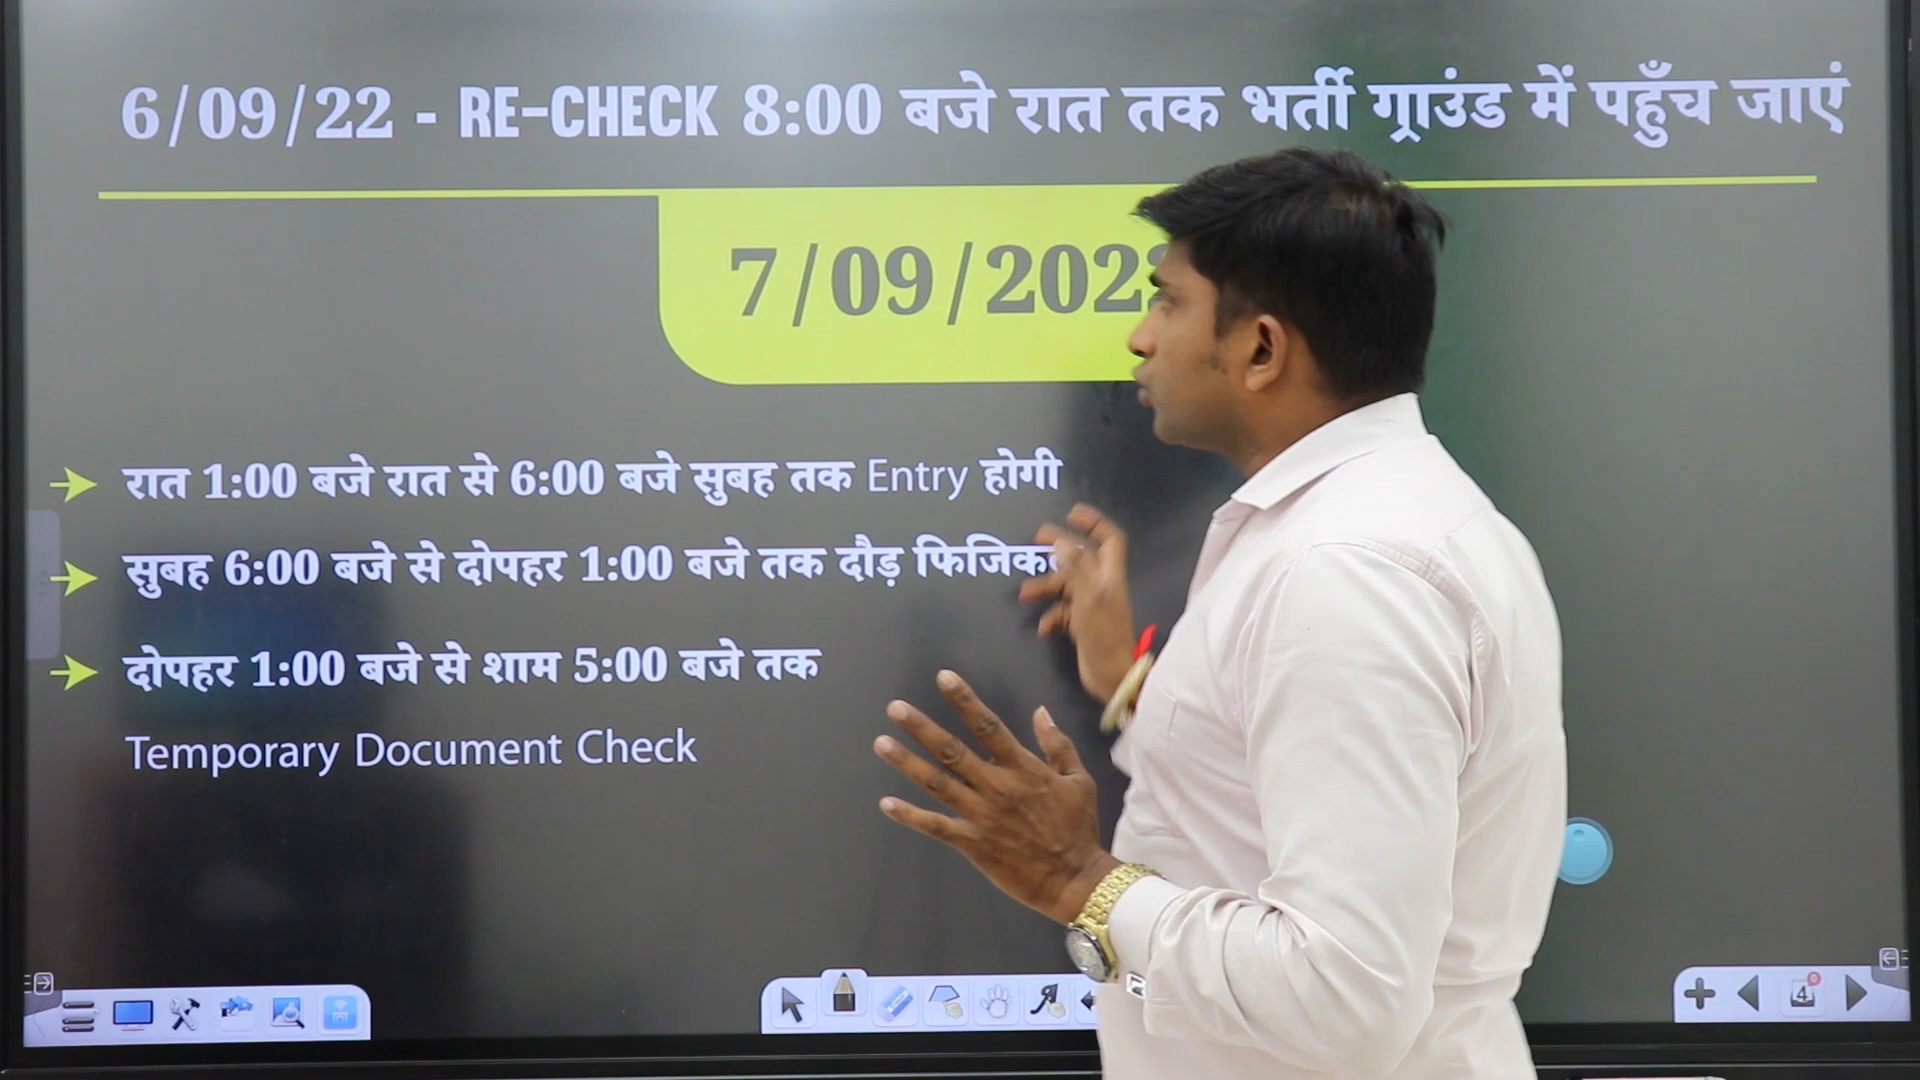 6/09/22 - RE-CHECK 8:00 बजे रात तक भर्ती ग्राउंड में पहुँच जाएं
7/09/202
रात 1:00 बजे रात से 6:00 बजे सुबह तक Entry होगी
सुबह 6:00 बजे से दोपहर 1:00 बजे तक दौड़
दोपहर 1:00 बजे से शाम 5:00 बजे तक
Temporary Document Check
4
0